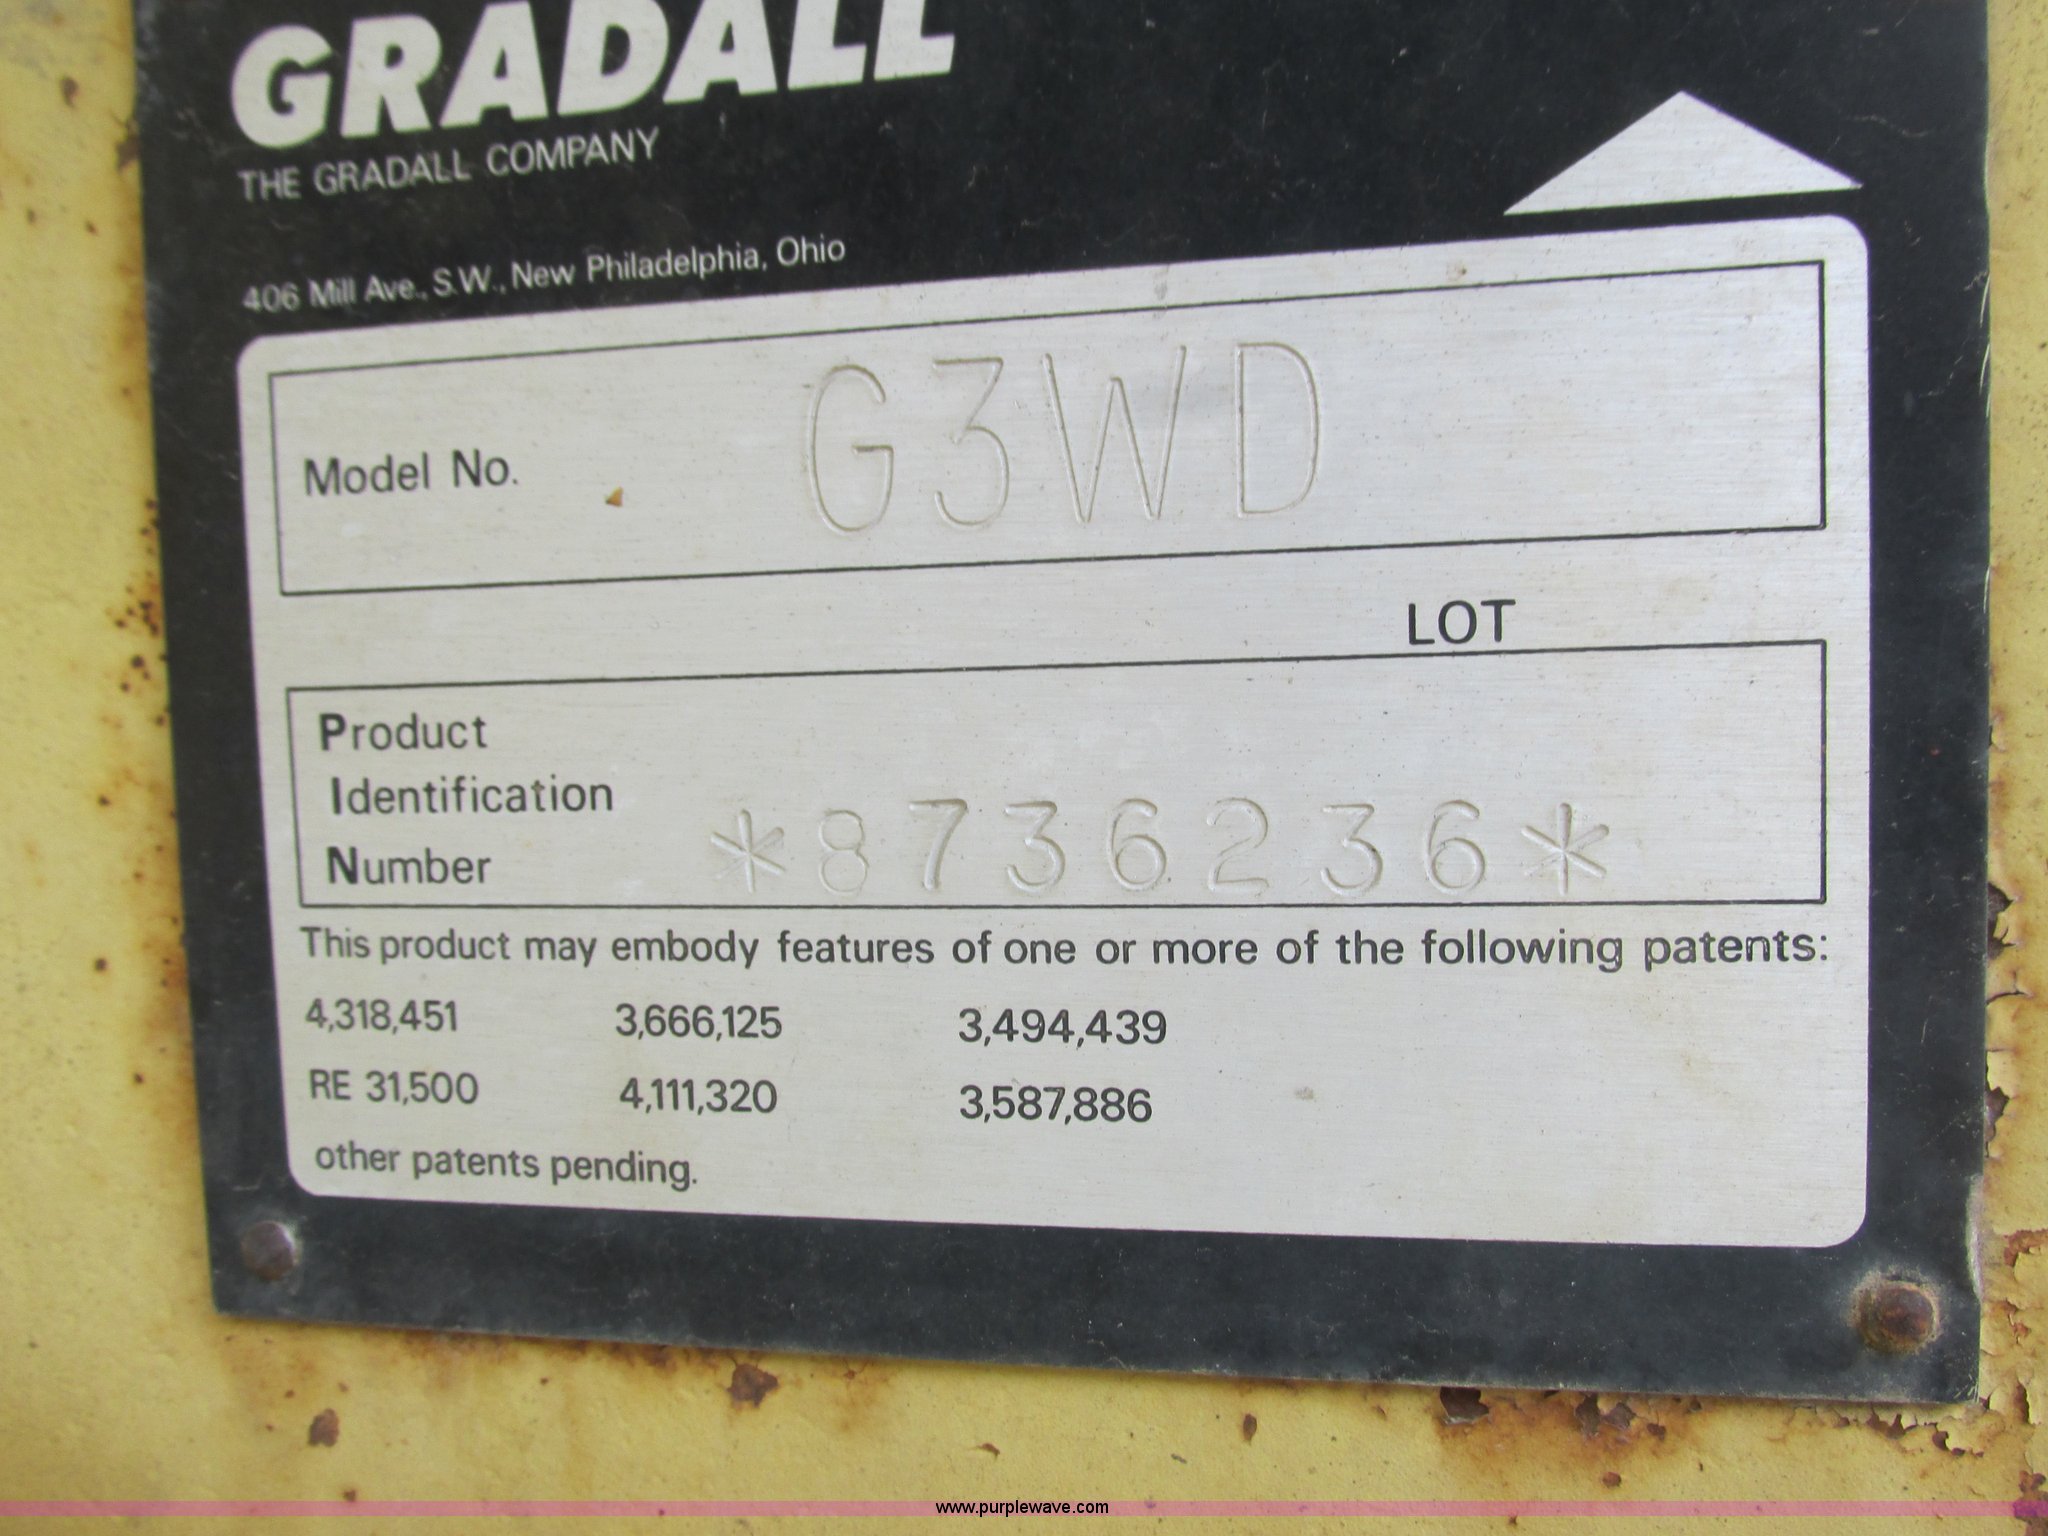 GRADALL
THE GRADALL COMPANY
406 Mill Ave., S.W., New Philadelphia, Ohio
Model No. G3WD
LOT
Product
Identification
Number *8736236*
This product may embody features of one or more of the following patents:
4,318,451 3,666,125 3,494,439
RE 31,500 4,111,320 3,587,886
other patents pending.
www.purplewave.com